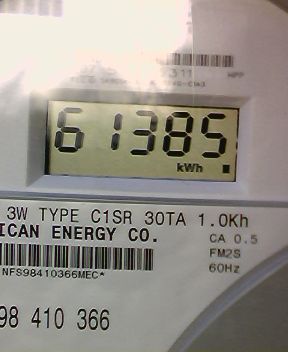 61385
kWh
3W TYPE C1SR 30TA 1.0Kh
ICAN ENERGY CO.
CA 0.5
FM2S
NFS98410366MEC*
60Hz
98 410 366